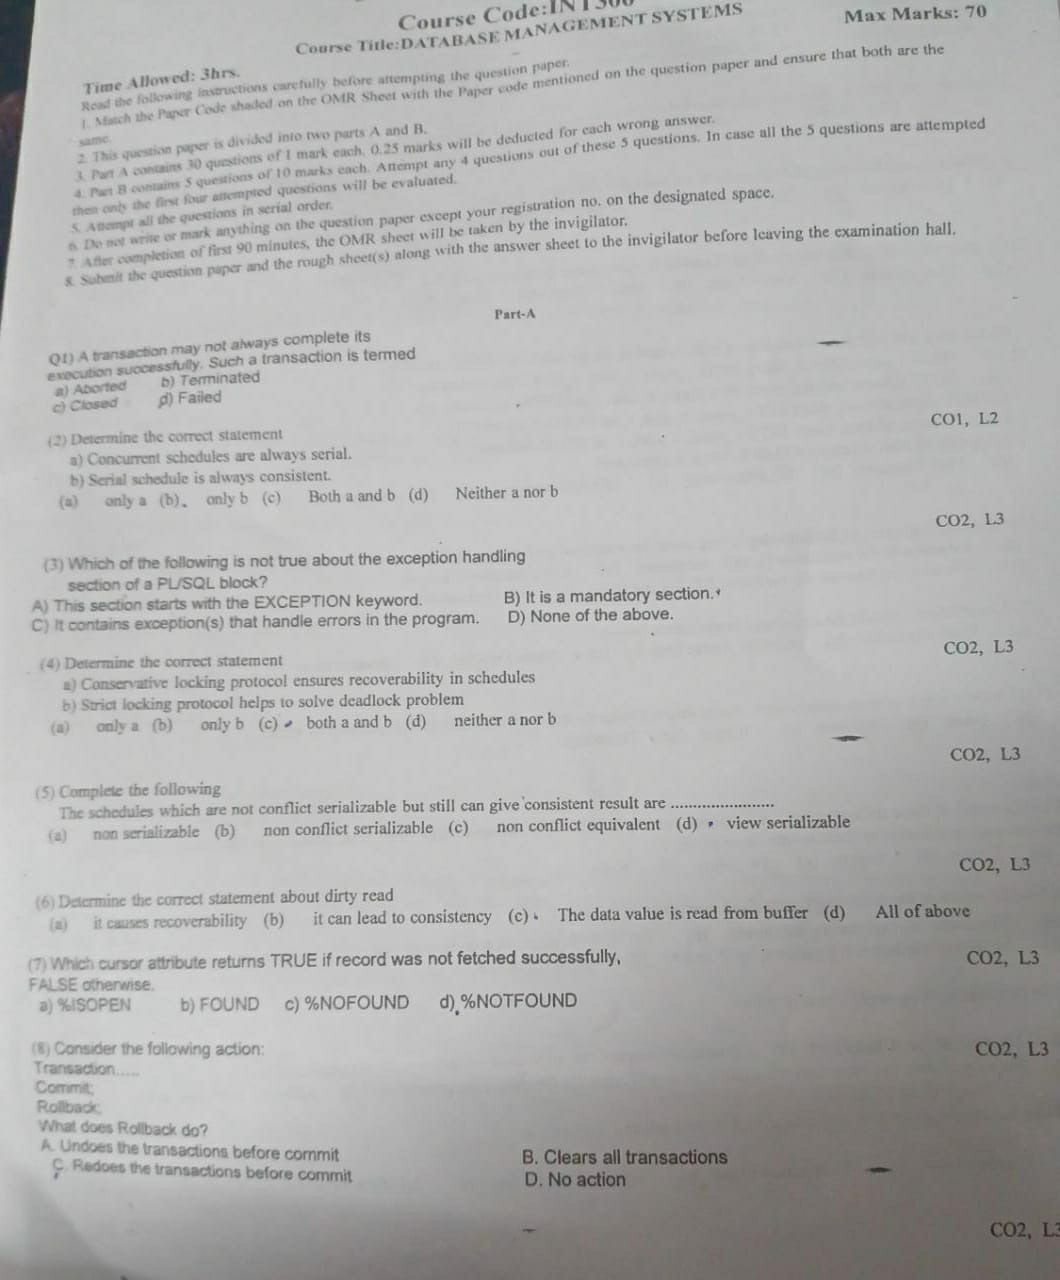 Course Code:INT306
Course Title:DATABASE MANAGEMENT SYSTEMS
Time Allowed: 3hrs.
Max Marks: 70
Read the following instructions carefully before attempting the question paper.
1. Match the Paper Code shaded on the OMR Sheet with the Paper code mentioned on the question paper and ensure that both are the
same.
2. This question paper is divided into two parts A and B.
3. Part A contains 30 questions of 1 mark each. 0.25 marks will be deducted for each wrong answer.
4. Part B contains 5 questions of 10 marks each. Attempt any 4 questions out of these 5 questions. In case all the 5 questions are attempted
then only the first four attempted questions will be evaluated.
5. Attempt all the questions in serial order.
6. Do not write or mark anything on the question paper except your registration no. on the designated space.
7. After completion of first 90 minutes, the OMR sheet will be taken by the invigilator.
8. Submit the question paper and the rough sheet(s) along with the answer sheet to the invigilator before leaving the examination hall.
Part-A
Q1) A transaction may not always complete its
execution successfully. Such a transaction is termed
a) Aborted b) Terminated
c) Closed d) Failed
CO1, L2
(2) Determine the correct statement
a) Concurrent schedules are always serial.
b) Serial schedule is always consistent.
(a) only a (b) only b (c) Both a and b (d) Neither a nor b
CO2, L3
(3) Which of the following is not true about the exception handling
section of a PL/SQL block?
A) This section starts with the EXCEPTION keyword. B) It is a mandatory section.
C) It contains exception(s) that handle errors in the program. D) None of the above.
CO2, L3
(4) Determine the correct statement
a) Conservative locking protocol ensures recoverability in schedules
b) Strict locking protocol helps to solve deadlock problem
(a) only a (b) only b (c) both a and b (d) neither a nor b
CO2, L3
(5) Complete the following
The schedules which are not conflict serializable but still can give consistent result are .......................
(a) non serializable (b) non conflict serializable (c) non conflict equivalent (d) view serializable
CO2, L3
(6) Determine the correct statement about dirty read
(a) it causes recoverability (b) it can lead to consistency (c) The data value is read from buffer (d) All of above
CO2, L3
(7) Which cursor attribute returns TRUE if record was not fetched successfully,
FALSE otherwise.
a) %ISOPEN b) FOUND c) %NOFOUND d) %NOTFOUND
CO2, L3
(8) Consider the following action:
Transaction.....
Commit;
Rollback;
What does Rollback do?
A. Undoes the transactions before commit B. Clears all transactions
C. Redoes the transactions before commit D. No action
CO2, L3